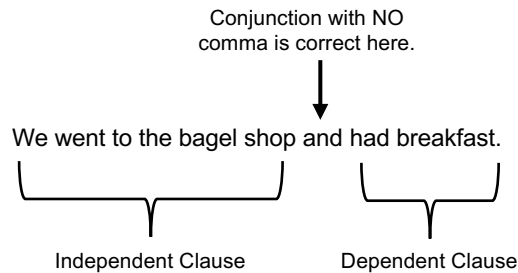 Conjunction with NO
comma is correct here.
We went to the bagel shop and had breakfast.
Independent Clause
Dependent Clause